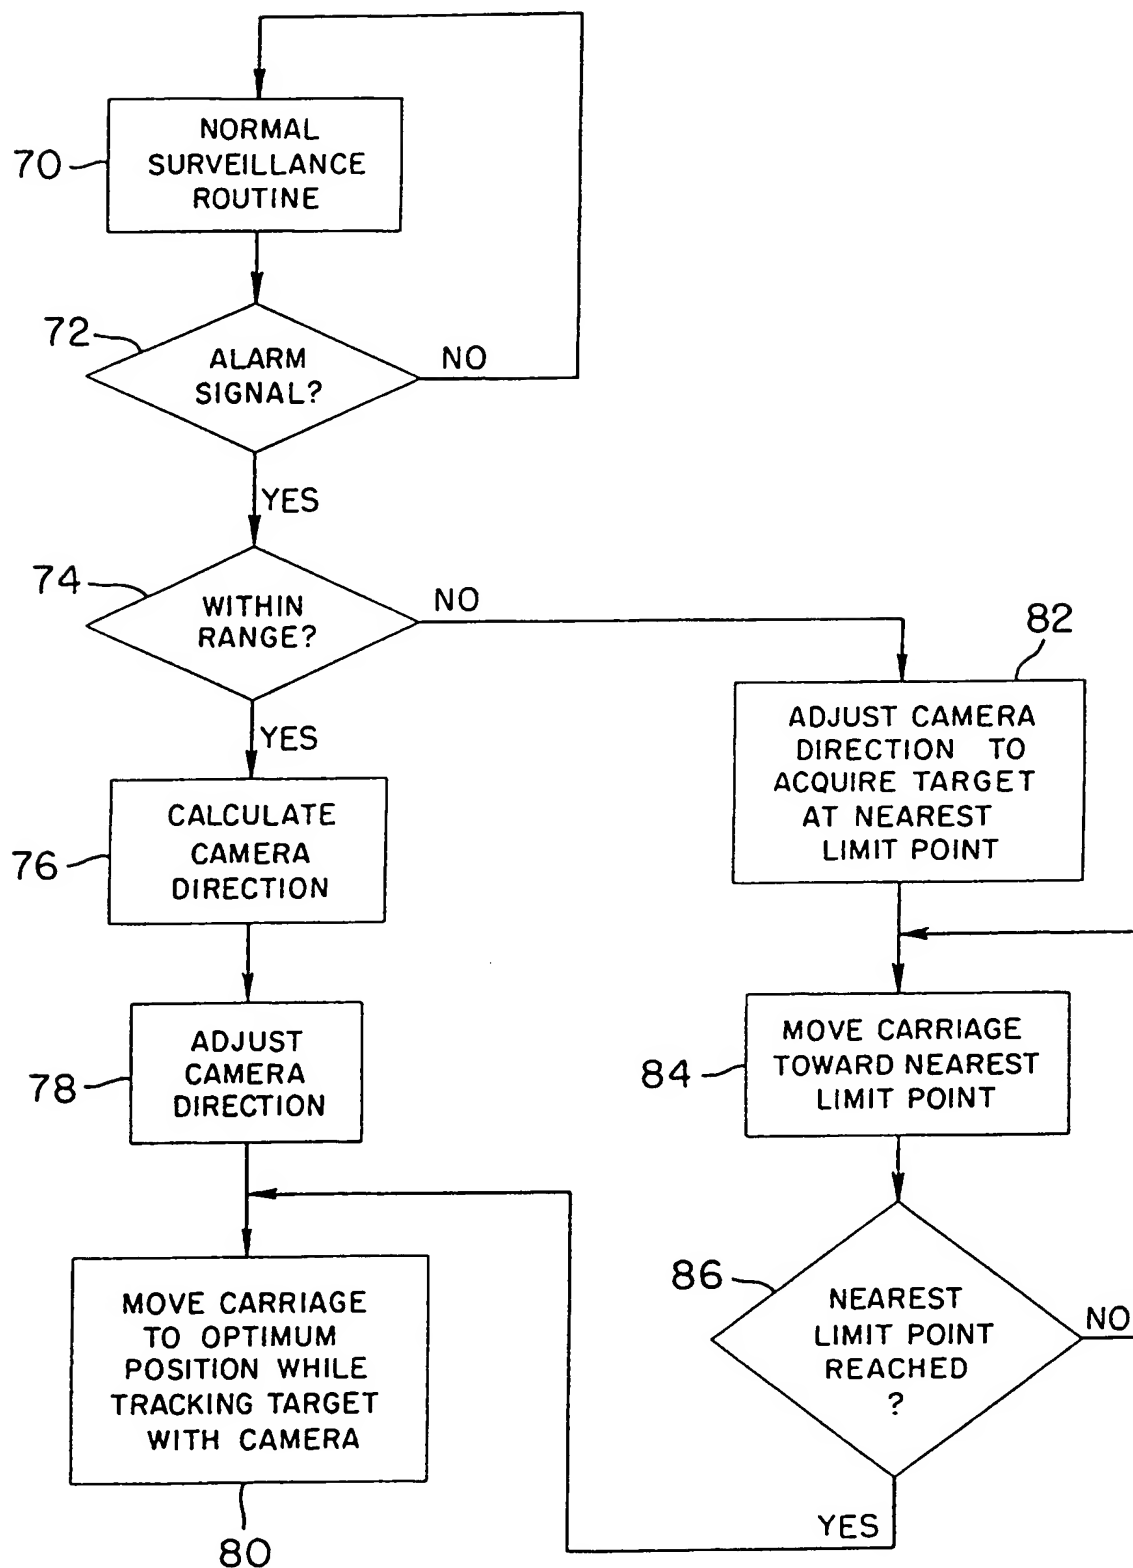 70
NORMAL
SURVEILLANCE
ROUTINE
72
ALARM
SIGNAL?
NO
YES
74
WITHIN
RANGE?
NO
YES
82
ADJUST CAMERA
DIRECTION TO
ACQUIRE TARGET
AT NEAREST
LIMIT POINT
76
CALCULATE
CAMERA
DIRECTION
78
ADJUST
CAMERA
DIRECTION
84
MOVE CARRIAGE
TOWARD NEAREST
LIMIT POINT
86
NEAREST
LIMIT POINT
REACHED
?
NO
YES
MOVE CARRIAGE
TO OPTIMUM
POSITION WHILE
TRACKING TARGET
WITH CAMERA
80